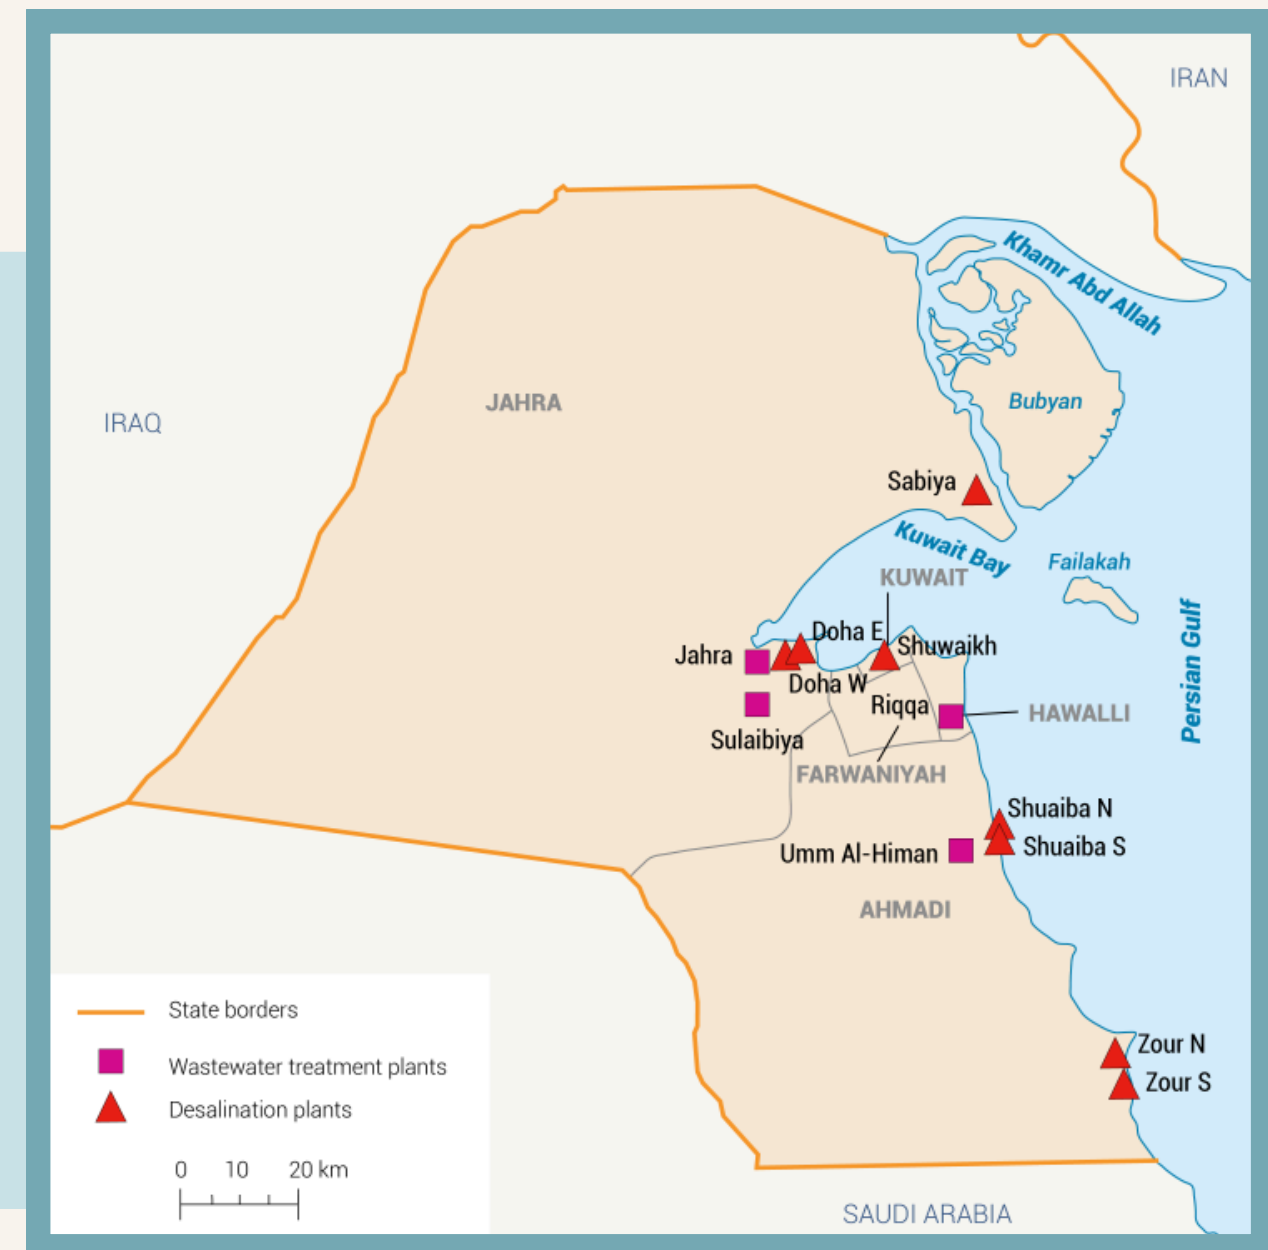 IRAN
Khamr Abd Allah
IRAQ
JAHRA
Bubyan
Sabiya
Kuwait Bay
Failakah
KUWAIT
Persian Gulf
Doha E
Shuwaikh
Jahra
Doha W
Riqqa
HAWALLI
Sulaibiya
FARWANIYAH
Shuaiba N
Umm Al-Himan
Shuaiba S
AHMADI
State borders
Zour N
Wastewater treatment plants
Zour S
Desalination plants
0 10 20 km
SAUDI ARABIA